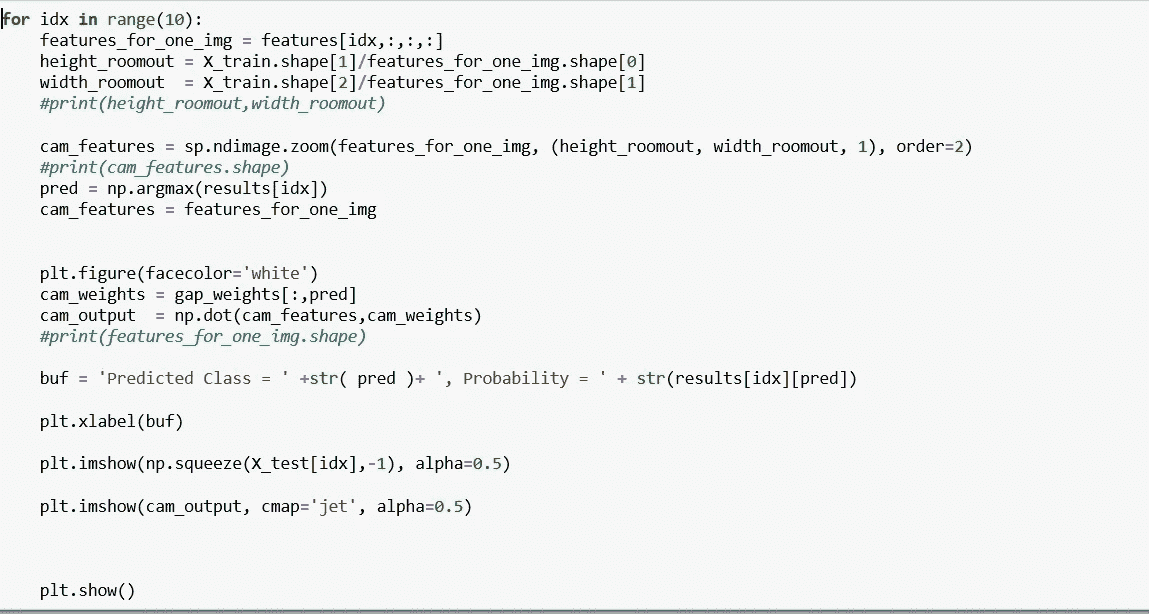 for idx in range(10):
    features_for_one_img = features[idx,:,:,:]
    height_roomout = X_train.shape[1]/features_for_one_img.shape[0]
    width_roomout  = X_train.shape[2]/features_for_one_img.shape[1]
    #print(height_roomout,width_roomout)
    cam_features = sp.ndimage.zoom(features_for_one_img, (height_roomout, width_roomout, 1), order=2)
    #print(cam_features.shape)
    pred = np.argmax(results[idx])
    cam_features = features_for_one_img
    plt.figure(facecolor='white')
    cam_weights = gap_weights[:,pred]
    cam_output  = np.dot(cam_features,cam_weights)
    #print(features_for_one_img.shape)
    buf = 'Predicted Class = ' +str( pred )+ ', Probability = ' + str(results[idx][pred])
    plt.xlabel(buf)
    plt.imshow(np.squeeze(X_test[idx],-1), alpha=0.5)
    plt.imshow(cam_output, cmap='jet', alpha=0.5)
    plt.show()